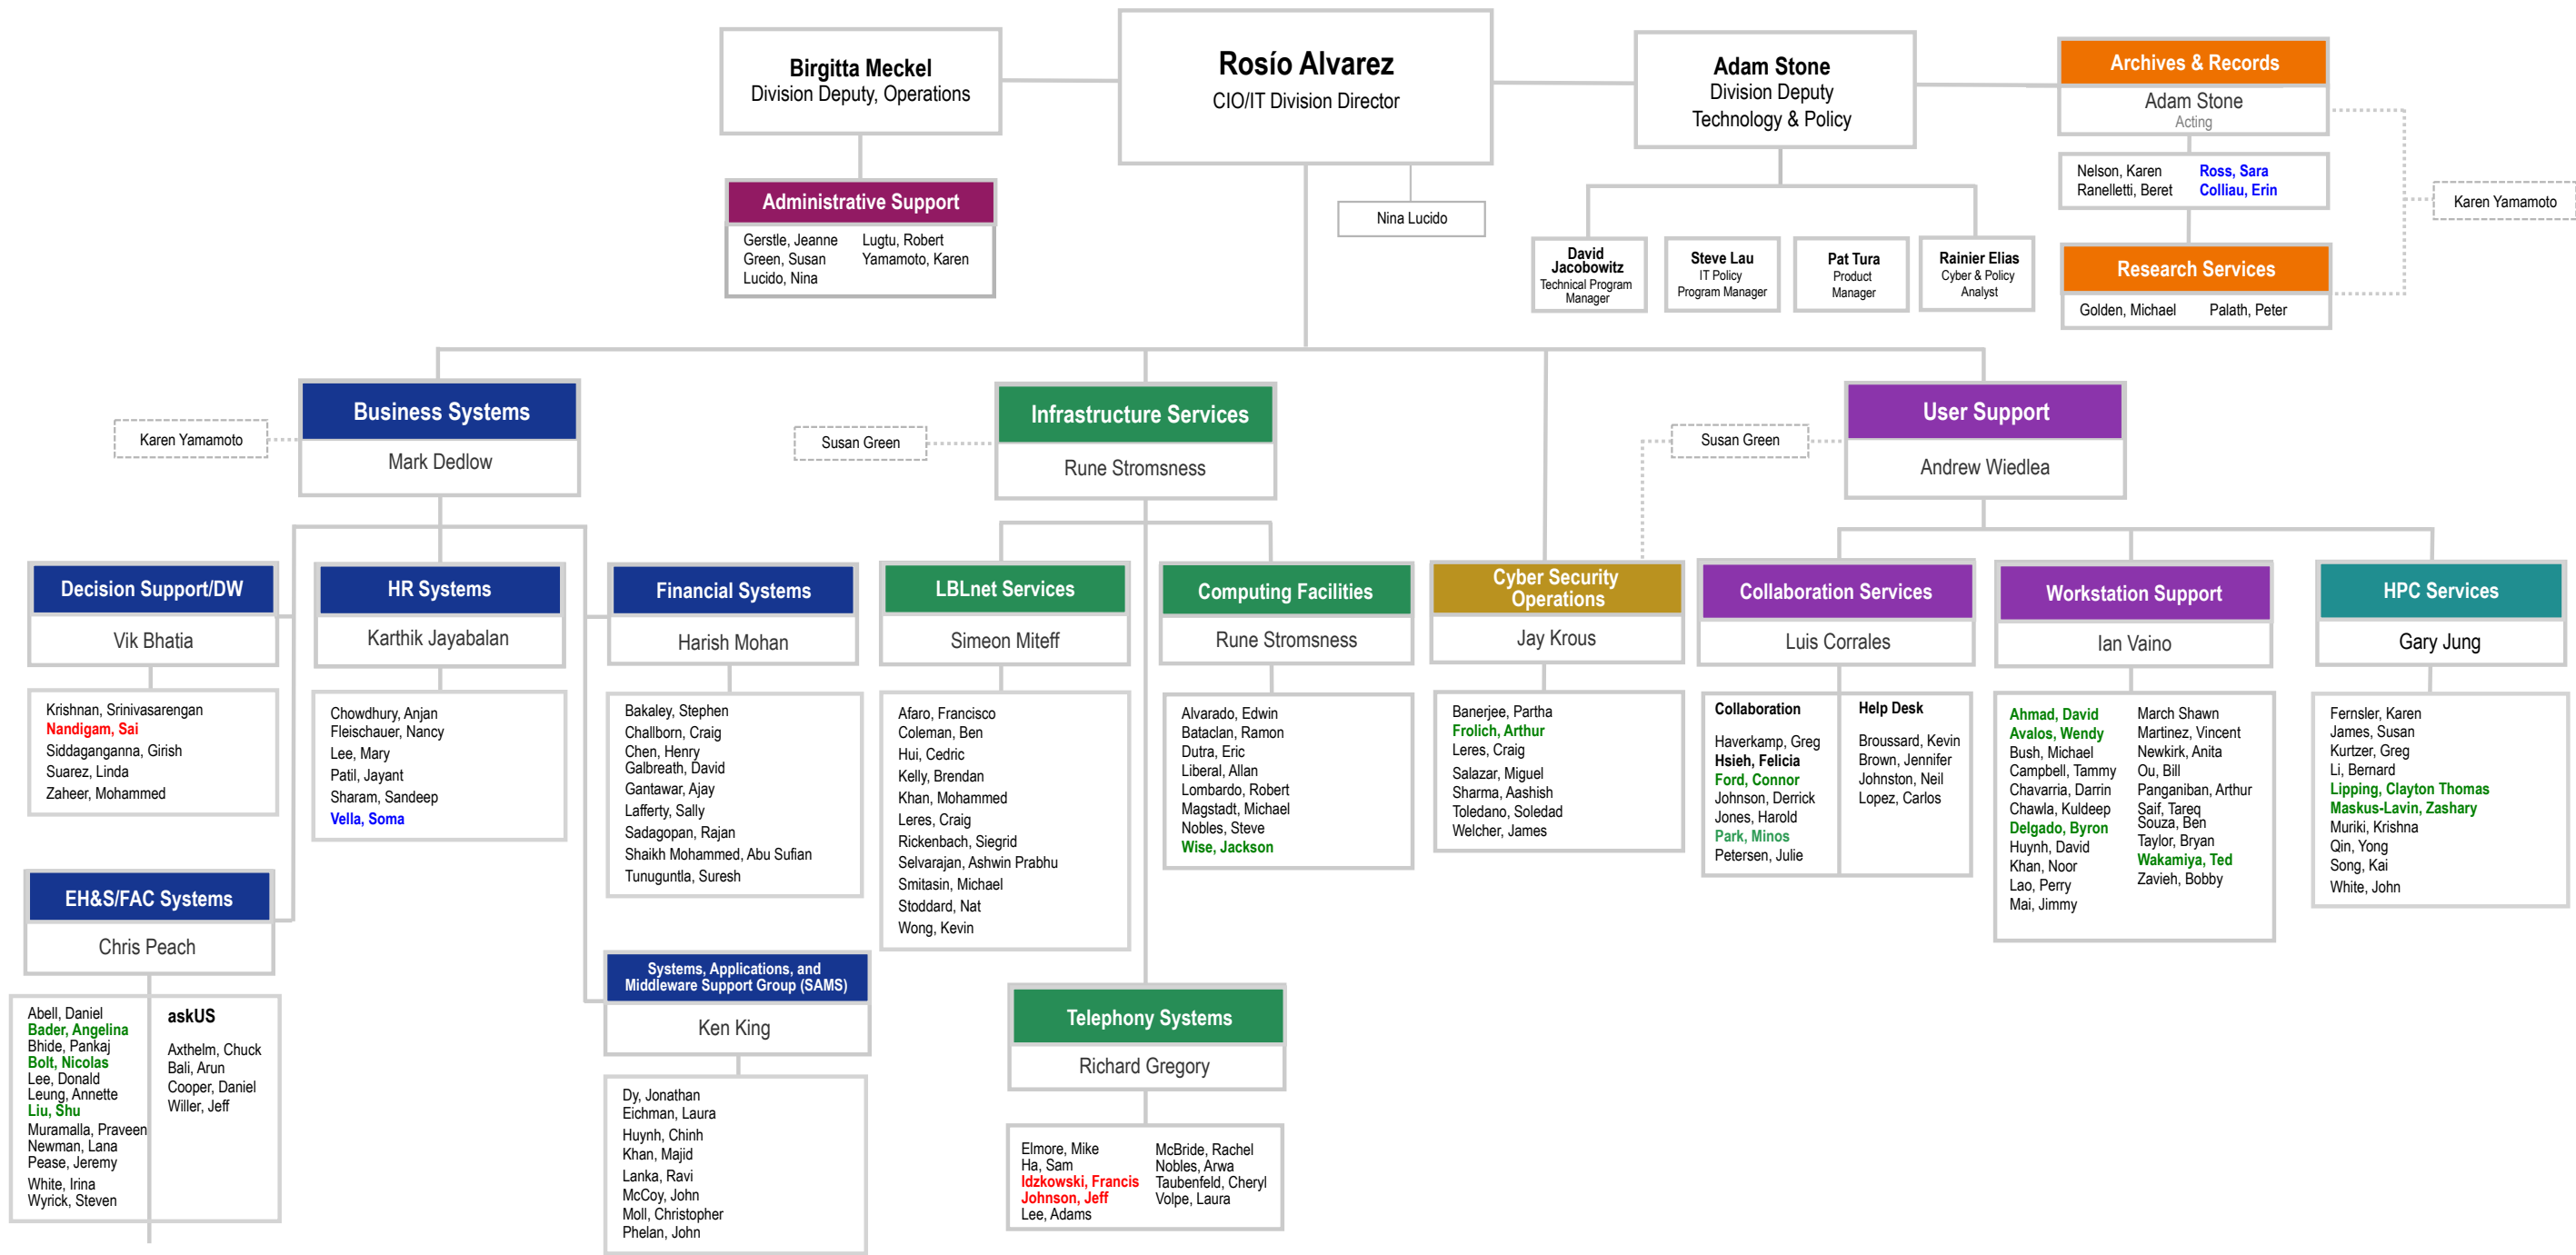 Birgitta Meckel
Division Deputy, Operations
Rosío Alvarez
CIO/IT Division Director
Adam Stone
Division Deputy
Technology & Policy
Archives & Records
Adam Stone
Acting
Nelson, Karen
Ranelletti, Beret
Ross, Sara
Colliau, Erin
Karen Yamamoto
Research Services
Golden, Michael
Palath, Peter
Administrative Support
Gerstle, Jeanne
Green, Susan
Lucido, Nina
Lugtu, Robert
Yamamoto, Karen
Nina Lucido
David
Jacobowitz
Technical Program
Manager
Steve Lau
IT Policy
Program Manager
Pat Tura
Product
Manager
Rainier Elias
Cyber & Policy
Analyst
Karen Yamamoto
Business Systems
Mark Dedlow
Susan Green
Infrastructure Services
Rune Stromsness
Susan Green
User Support
Andrew Wiedlea
Decision Support/DW
Vik Bhatia
Krishnan, Srinivasarengan
Nandigam, Sai
Siddaganganna, Girish
Suarez, Linda
Zaheer, Mohammed
HR Systems
Karthik Jayabalan
Chowdhury, Anjan
Fleischauer, Nancy
Lee, Mary
Patil, Jayant
Sharam, Sandeep
Vella, Soma
Financial Systems
Harish Mohan
Bakaley, Stephen
Challborn, Craig
Chen, Henry
Galbreath, David
Gantawar, Ajay
Lafferty, Sally
Sadagopan, Rajan
Shaikh Mohammed, Abu Sufian
Tunuguntla, Suresh
LBLnet Services
Simeon Miteff
Afaro, Francisco
Coleman, Ben
Hui, Cedric
Kelly, Brendan
Khan, Mohammed
Leres, Craig
Rickenbach, Siegrid
Selvarajan, Ashwin Prabhu
Smitasin, Michael
Stoddard, Nat
Wong, Kevin
Computing Facilities
Rune Stromsness
Alvarado, Edwin
Bataclan, Ramon
Dutra, Eric
Liberal, Allan
Lombardo, Robert
Magstadt, Michael
Nobles, Steve
Wise, Jackson
Cyber Security
Operations
Jay Krous
Banerjee, Partha
Frolich, Arthur
Leres, Craig
Salazar, Miguel
Sharma, Aashish
Toledano, Soledad
Welcher, James
Collaboration Services
Luis Corrales
Collaboration
Haverkamp, Greg
Hsieh, Felicia
Ford, Connor
Johnson, Derrick
Jones, Harold
Park, Minos
Petersen, Julie
Help Desk
Broussard, Kevin
Brown, Jennifer
Johnston, Neil
Lopez, Carlos
Workstation Support
Ian Vaino
Ahmad, David
Avalos, Wendy
Bush, Michael
Campbell, Tammy
Chavarria, Darrin
Chawla, Kuldeep
Delgado, Byron
Huynh, David
Khan, Noor
Lao, Perry
Mai, Jimmy
March Shawn
Martinez, Vincent
Newkirk, Anita
Ou, Bill
Panganiban, Arthur
Saif, Tareq
Souza, Ben
Taylor, Bryan
Wakamiya, Ted
Zavieh, Bobby
HPC Services
Gary Jung
Fernsler, Karen
James, Susan
Kurtzer, Greg
Li, Bernard
Lipping, Clayton Thomas
Maskus-Lavin, Zashary
Muriki, Krishna
Qin, Yong
Song, Kai
White, John
EH&S/FAC Systems
Chris Peach
Abell, Daniel
Bader, Angelina
Bhide, Pankaj
Bolt, Nicolas
Lee, Donald
Leung, Annette
Liu, Shu
Muramalla, Praveen
Newman, Lana
Pease, Jeremy
White, Irina
Wyrick, Steven
askUS
Axthelm, Chuck
Bali, Arun
Cooper, Daniel
Willer, Jeff
Systems, Applications, and
Middleware Support Group (SAMS)
Ken King
Dy, Jonathan
Eichman, Laura
Huynh, Chinh
Khan, Majid
Lanka, Ravi
McCoy, John
Moll, Christopher
Phelan, John
Telephony Systems
Richard Gregory
Elmore, Mike
Ha, Sam
Idzkowski, Francis
Johnson, Jeff
Lee, Adams
McBride, Rachel
Nobles, Arwa
Taubenfeld, Cheryl
Volpe, Laura